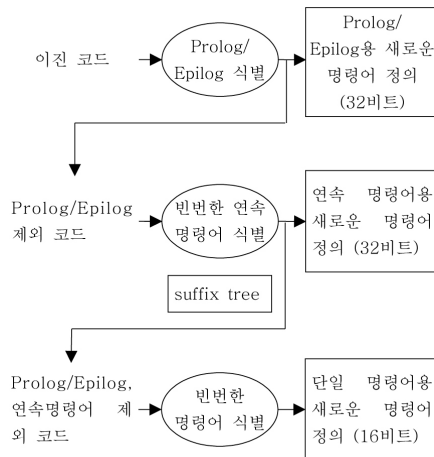 이진 코드
Prolog/
Epilog 식별
Prolog/
Epilog용 새로운
명령어 정의
(32비트)
Prolog/Epilog
제외 코드
빈번한 연속
명령어 식별
연속 명령어용
새로운 명령어
정의 (32비트)
suffix tree
Prolog/Epilog,
연속명령어 제
외 코드
빈번한
명령어 식별
단일 명령어용
새로운 명령어
정의 (16비트)